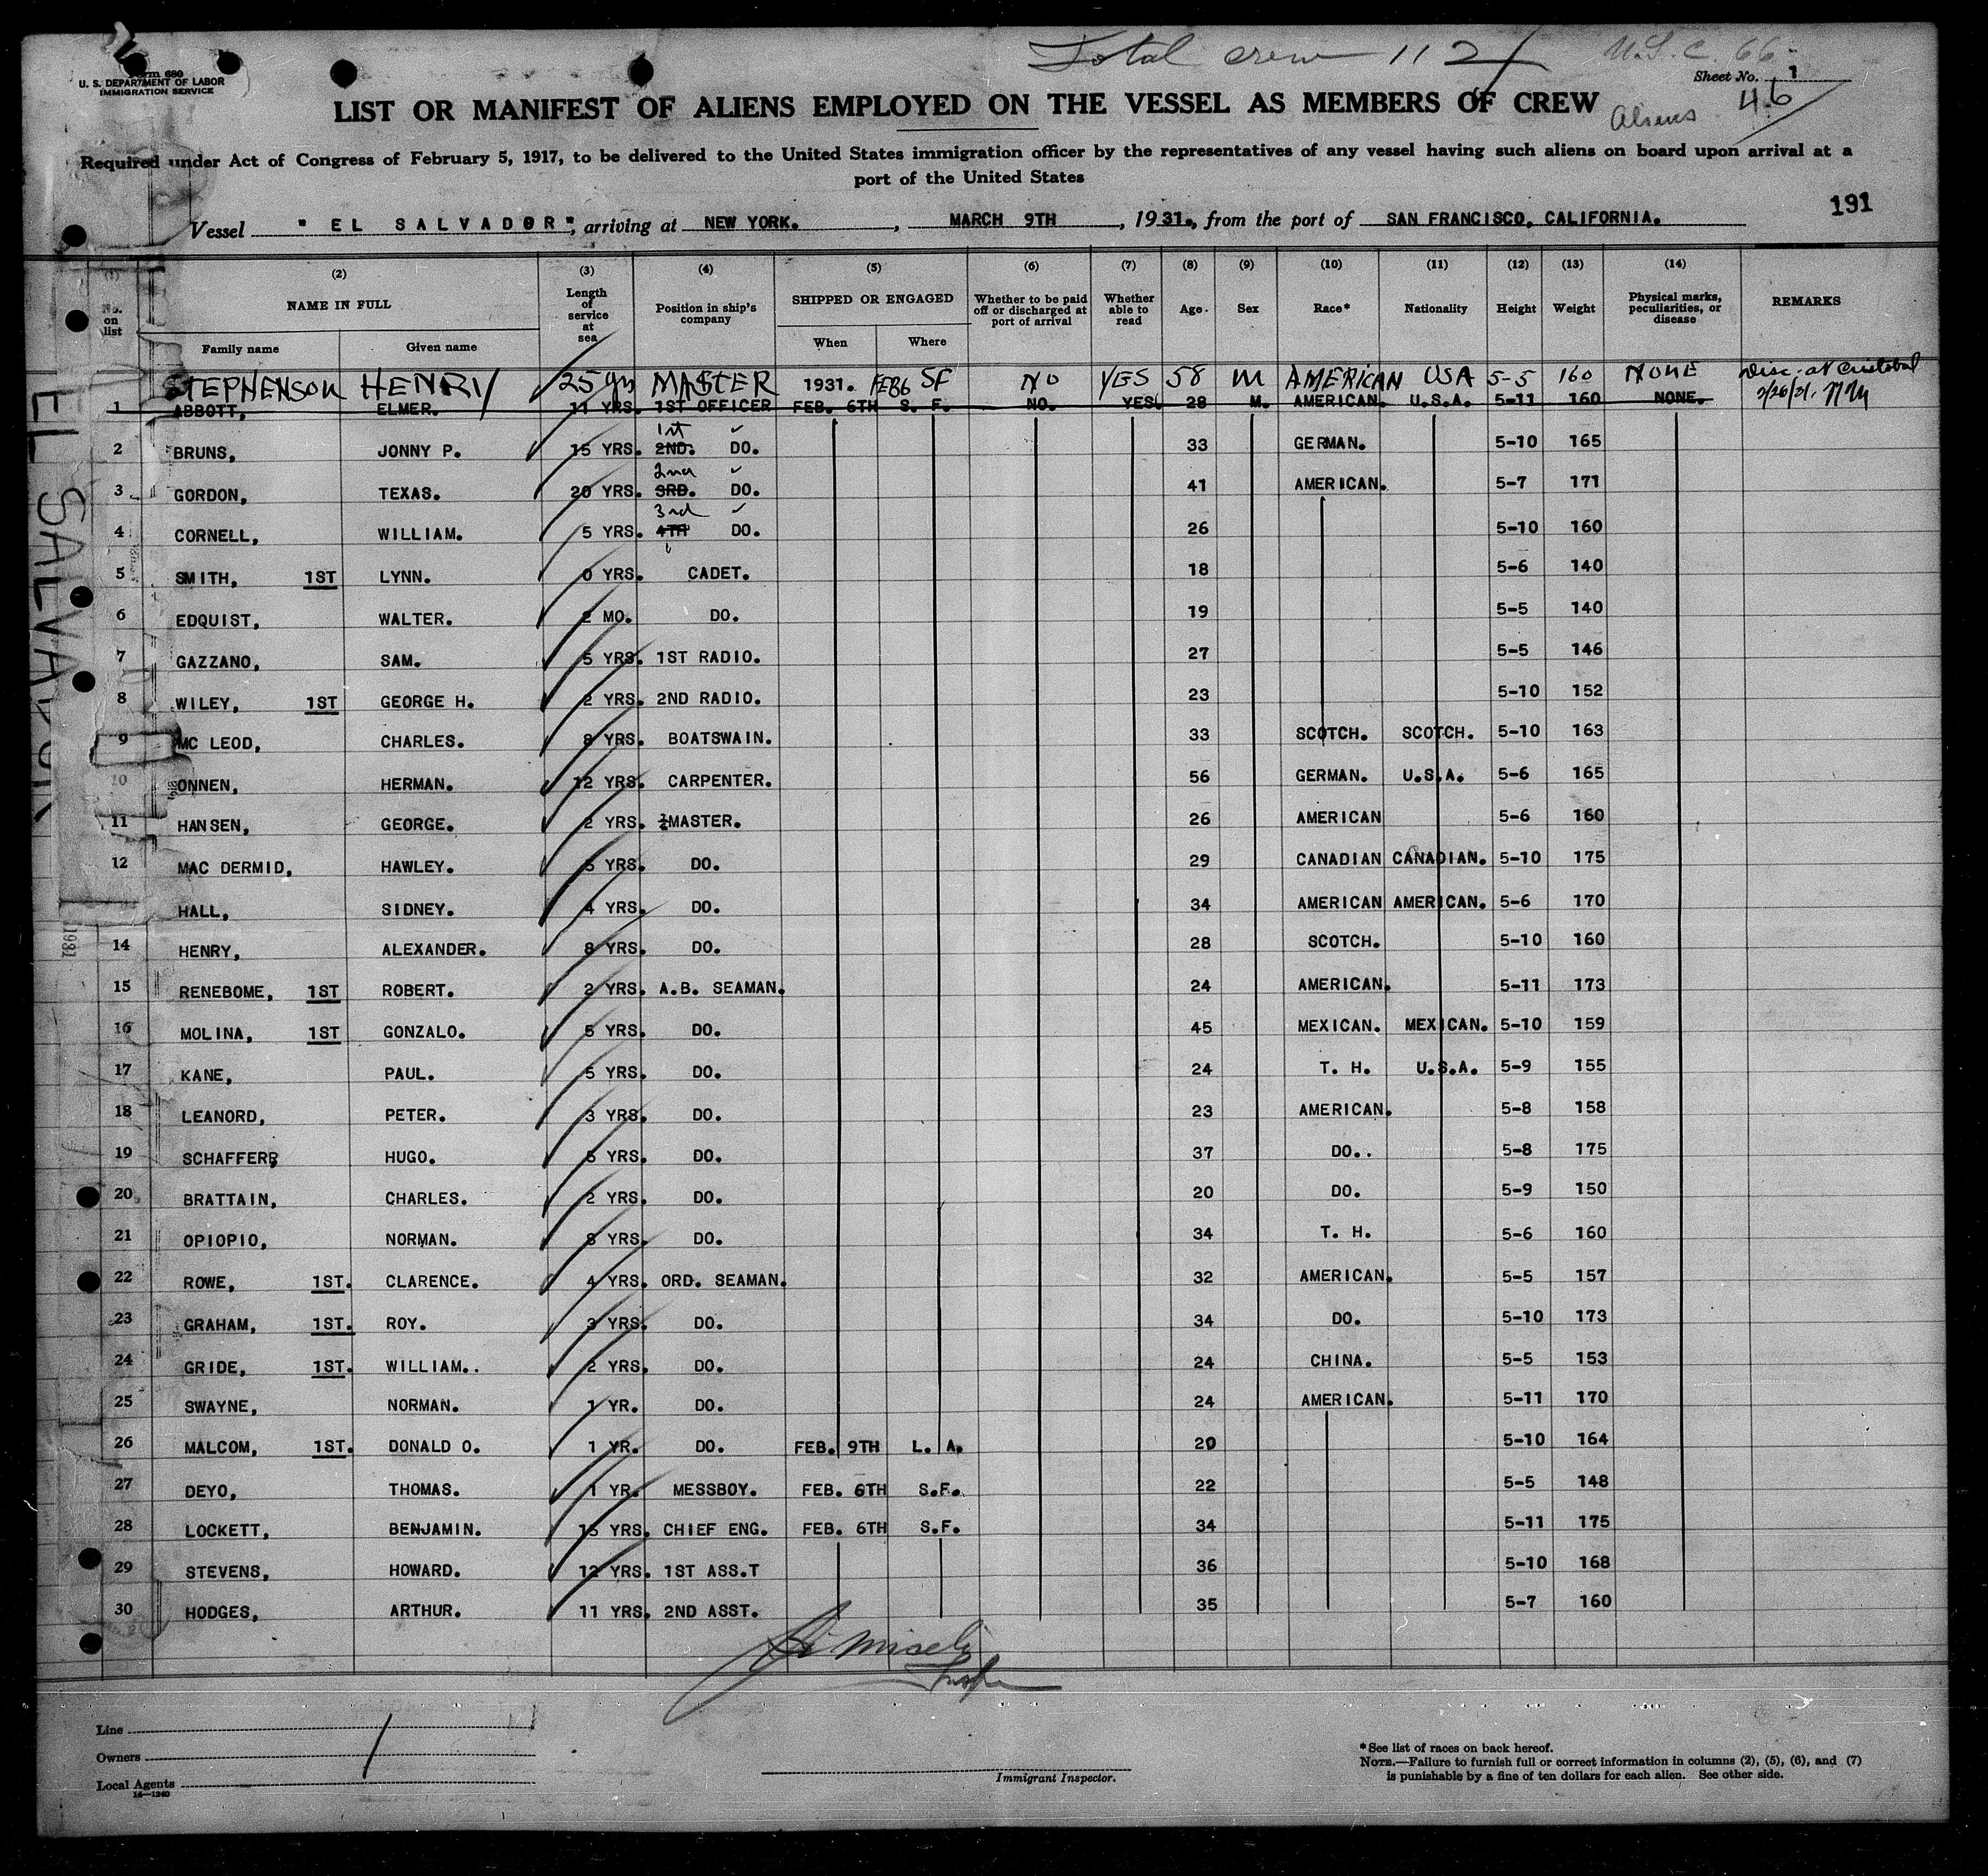 Total crew 112
U.S.C. 66
Form 680
U. S. DEPARTMENT OF LABOR
IMMIGRATION SERVICE
Sheet No. 1
LIST OR MANIFEST OF ALIENS EMPLOYED ON THE VESSEL AS MEMBERS OF CREW
Aliens 46
Required under Act of Congress of February 5, 1917, to be delivered to the United States immigration officer by the representatives of any vessel having such aliens on board upon arrival at a
port of the United States
191
Vessel "EL SALVADOR", arriving at NEW YORK., MARCH 9TH, 1931., from the port of SAN FRANCISCO, CALIFORNIA.
(1) (2) (3) (4) (5) (6) (7) (8) (9) (10) (11) (12) (13) (14)
No. on list NAME IN FULL Length of service at sea Position in ship's company SHIPPED OR ENGAGED Whether to be paid off or discharged at port of arrival Whether able to read Age Sex Race* Nationality Height Weight Physical marks, peculiarities, or disease REMARKS
Family name Given name When Where
STEPHENSON HENRY 25 yrs MASTER 1931. FEB 6 SF NO YES 58 M AMERICAN USA 5-5 160 NONE Disc. at Cristobal
1 ABBOTT, ELMER. 11 YRS. 1ST OFFICER FEB. 6TH S. F. NO. YES. 28 M. AMERICAN. U.S.A. 5-11 160 NONE.
1st
2 BRUNS, JONNY P. 15 YRS. 2ND. DO. 33 GERMAN. 5-10 165
2nd
3 GORDON, TEXAS. 20 YRS. 3RD. DO. 41 AMERICAN. 5-7 171
3rd
4 CORNELL, WILLIAM. 5 YRS. 4TH DO. 26 5-10 160
5 SMITH, 1ST LYNN. 0 YRS. CADET. 18 5-6 140
6 EDQUIST, WALTER. 2 MO. DO. 19 5-5 140
7 GAZZANO, SAM. 5 YRS. 1ST RADIO. 27 5-5 146
8 WILEY, 1ST GEORGE H. 2 YRS. 2ND RADIO. 23 5-10 152
9 MC LEOD, CHARLES. 8 YRS. BOATSWAIN. 33 SCOTCH. SCOTCH. 5-10 163
10 ONNEN, HERMAN. 12 YRS. CARPENTER. 56 GERMAN. U.S.A. 5-6 165
11 HANSEN, GEORGE. 2 YRS. ¼MASTER. 26 AMERICAN 5-6 160
12 MAC DERMID, HAWLEY. 5 YRS. DO. 29 CANADIAN CANADIAN. 5-10 175
HALL, SIDNEY. 4 YRS. DO. 34 AMERICAN AMERICAN. 5-6 170
14 HENRY, ALEXANDER. 8 YRS. DO. 28 SCOTCH. 5-10 160
15 RENEBOME, 1ST ROBERT. 2 YRS. A.B. SEAMAN. 24 AMERICAN. 5-11 173
16 MOLINA, 1ST GONZALO. 5 YRS. DO. 45 MEXICAN. MEXICAN. 5-10 159
17 KANE, PAUL. 5 YRS. DO. 24 T. H. U.S.A. 5-9 155
18 LEANORD, PETER. 3 YRS. DO. 23 AMERICAN. 5-8 158
19 SCHAFFER, HUGO. 5 YRS. DO. 37 DO.. 5-8 175
20 BRATTAIN, CHARLES. 2 YRS. DO. 20 DO. 5-9 150
21 OPIOPIO, NORMAN. 8 YRS. DO. 34 T. H. 5-6 160
22 ROWE, 1ST. CLARENCE. 4 YRS. ORD. SEAMAN. 32 AMERICAN. 5-5 157
23 GRAHAM, 1ST. ROY. 3 YRS. DO. 34 DO. 5-10 173
24 GRIDE, 1ST. WILLIAM.. 2 YRS. DO. 24 CHINA. 5-5 153
25 SWAYNE, NORMAN. 1 YR. DO. 24 AMERICAN. 5-11 170
26 MALCOM, 1ST. DONALD O. 1 YR. DO. FEB. 9TH L. A. 20 5-10 164
27 DEYO, THOMAS. 1 YR. MESSBOY. FEB. 6TH S.F. 22 5-5 148
28 LOCKETT, BENJAMIN. 15 YRS. CHIEF ENG. FEB. 6TH S.F. 34 5-11 175
29 STEVENS, HOWARD. 12 YRS. 1ST ASS.T 36 5-10 168
30 HODGES, ARTHUR. 11 YRS. 2ND ASST. 35 5-7 160
EL SALVADOR
1931
Line
Owners
Local Agents
16—1240
Immigrant Inspector.
*See list of races on back hereof.
NOTE.—Failure to furnish full or correct information in columns (2), (5), (6), and (7)
is punishable by a fine of ten dollars for each alien. See other side.